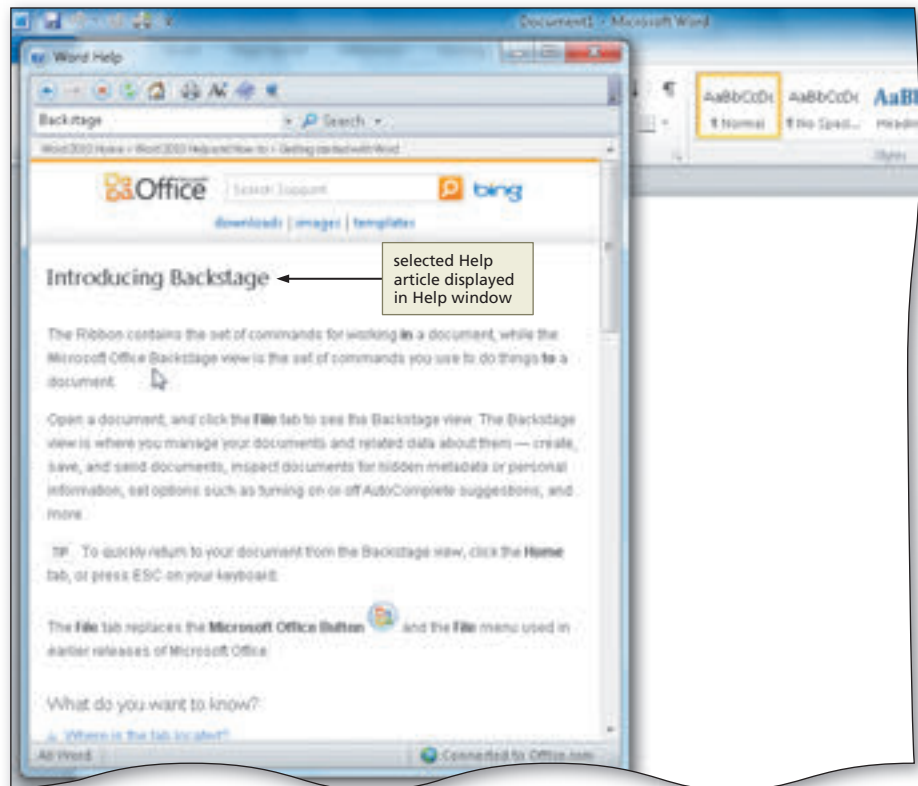 Document1 - Microsoft Word
Word Help
Backstage
Search
Word 2010 Home > Word 2010 Help and How-to > Getting started with Word
Office
Search Support
bing
downloads | images | templates
AaBbCcDc AaBbCcDc AaBb
¶ Normal ¶ No Spaci... Heading
Styles
Introducing Backstage
selected Help
article displayed
in Help window
The Ribbon contains the set of commands for working in a document, while the
Microsoft Office Backstage view is the set of commands you use to do things to a
document.
Open a document, and click the File tab to see the Backstage view. The Backstage
view is where you manage your documents and related data about them — create,
save, and send documents, inspect documents for hidden metadata or personal
information, set options such as turning on or off AutoComplete suggestions, and
more.
TIP To quickly return to your document from the Backstage view, click the Home
tab, or press ESC on your keyboard.
The File tab replaces the Microsoft Office Button and the File menu used in
earlier releases of Microsoft Office.
What do you want to know?
Where is the tab located?
All Word
Connected to Office.com